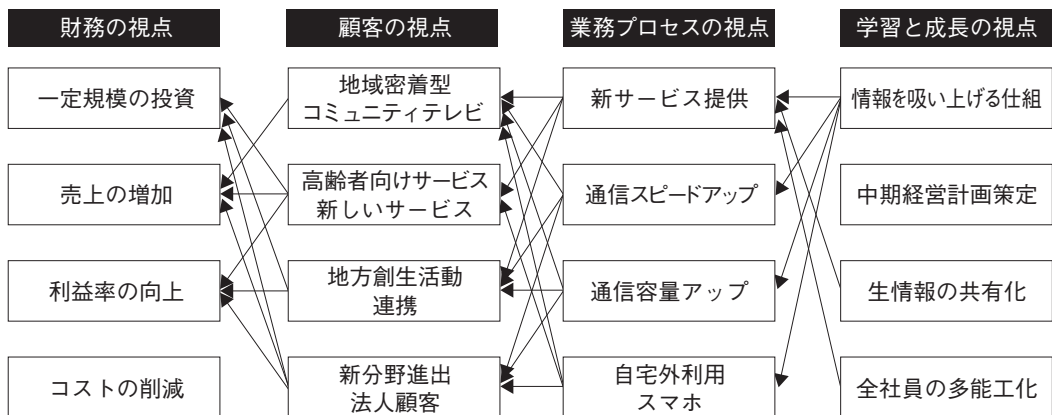 財務の視点
顧客の視点
業務プロセスの視点
学習と成長の視点
一定規模の投資
地域密着型
コミュニティテレビ
新サービス提供
情報を吸い上げる仕組
売上の増加
高齢者向けサービス
新しいサービス
通信スピードアップ
中期経営計画策定
利益率の向上
地方創生活動
連携
通信容量アップ
生情報の共有化
コストの削減
新分野進出
法人顧客
自宅外利用
スマホ
全社員の多能工化